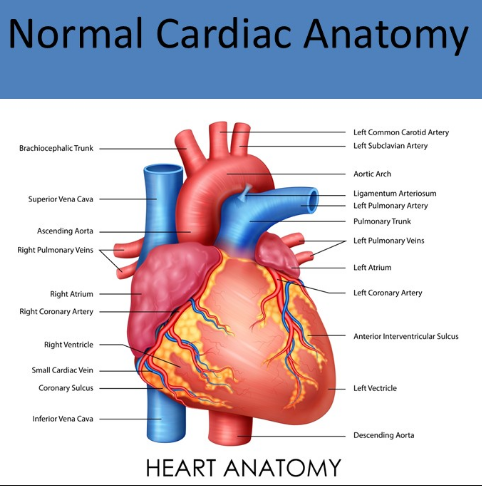 Normal Cardiac Anatomy
Brachiocephalic Trunk
Superior Vena Cava
Ascending Aorta
Right Pulmonary Veins
Right Atrium
Right Coronary Artery
Right Ventricle
Small Cardiac Vein
Coronary Sulcus
Inferior Vena Cava
Left Common Carotid Artery
Left Subclavian Artery
Aortic Arch
Ligamentum Arteriosum
Left Pulmonary Artery
Pulmonary Trunk
Left Pulmonary Veins
Left Atrium
Left Coronary Artery
Anterior Interventricular Sulcus
Left Vectricle
Descending Aorta
HEART ANATOMY